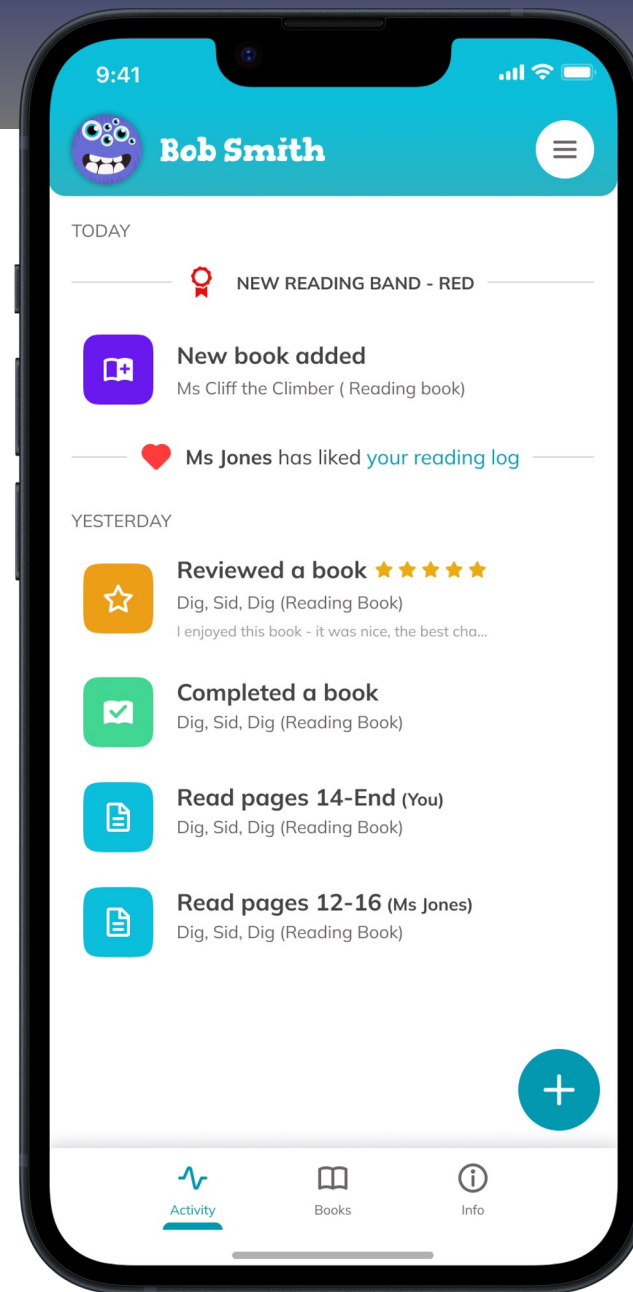 9:41
Bob Smith
TODAY
NEW READING BAND - RED
New book added
Ms Cliff the Climber ( Reading book)
Ms Jones has liked your reading log
YESTERDAY
Reviewed a book
Dig, Sid, Dig (Reading Book)
I enjoyed this book - it was nice, the best cha...
Completed a book
Dig, Sid, Dig (Reading Book)
Read pages 14-End (You)
Dig, Sid, Dig (Reading Book)
Read pages 12-16 (Ms Jones)
Dig, Sid, Dig (Reading Book)
Activity
Books
Info